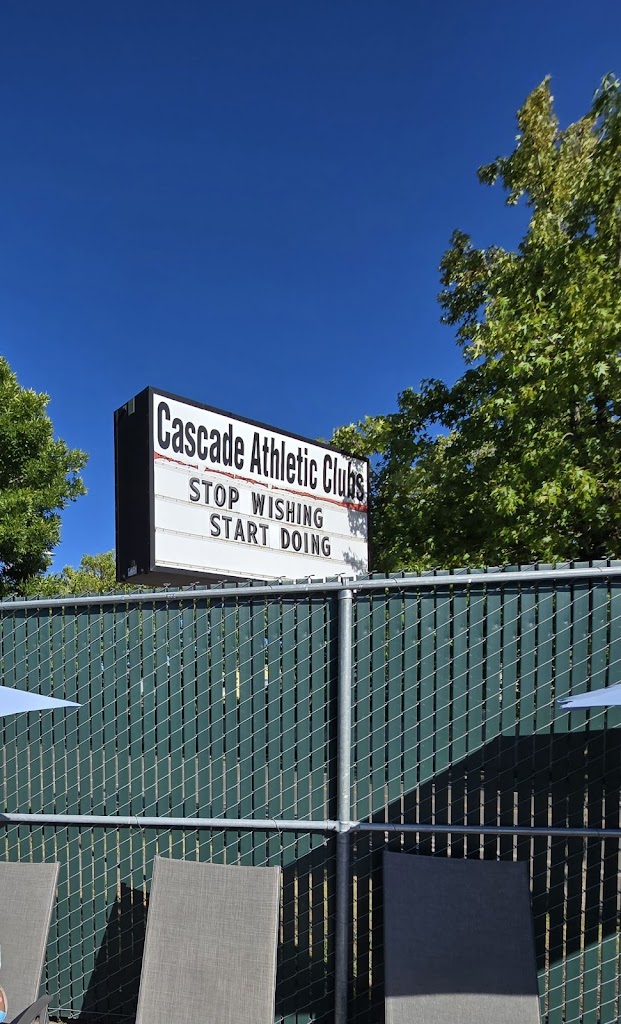 Cascade Athletic Clubs
STOP WISHING
START DOING